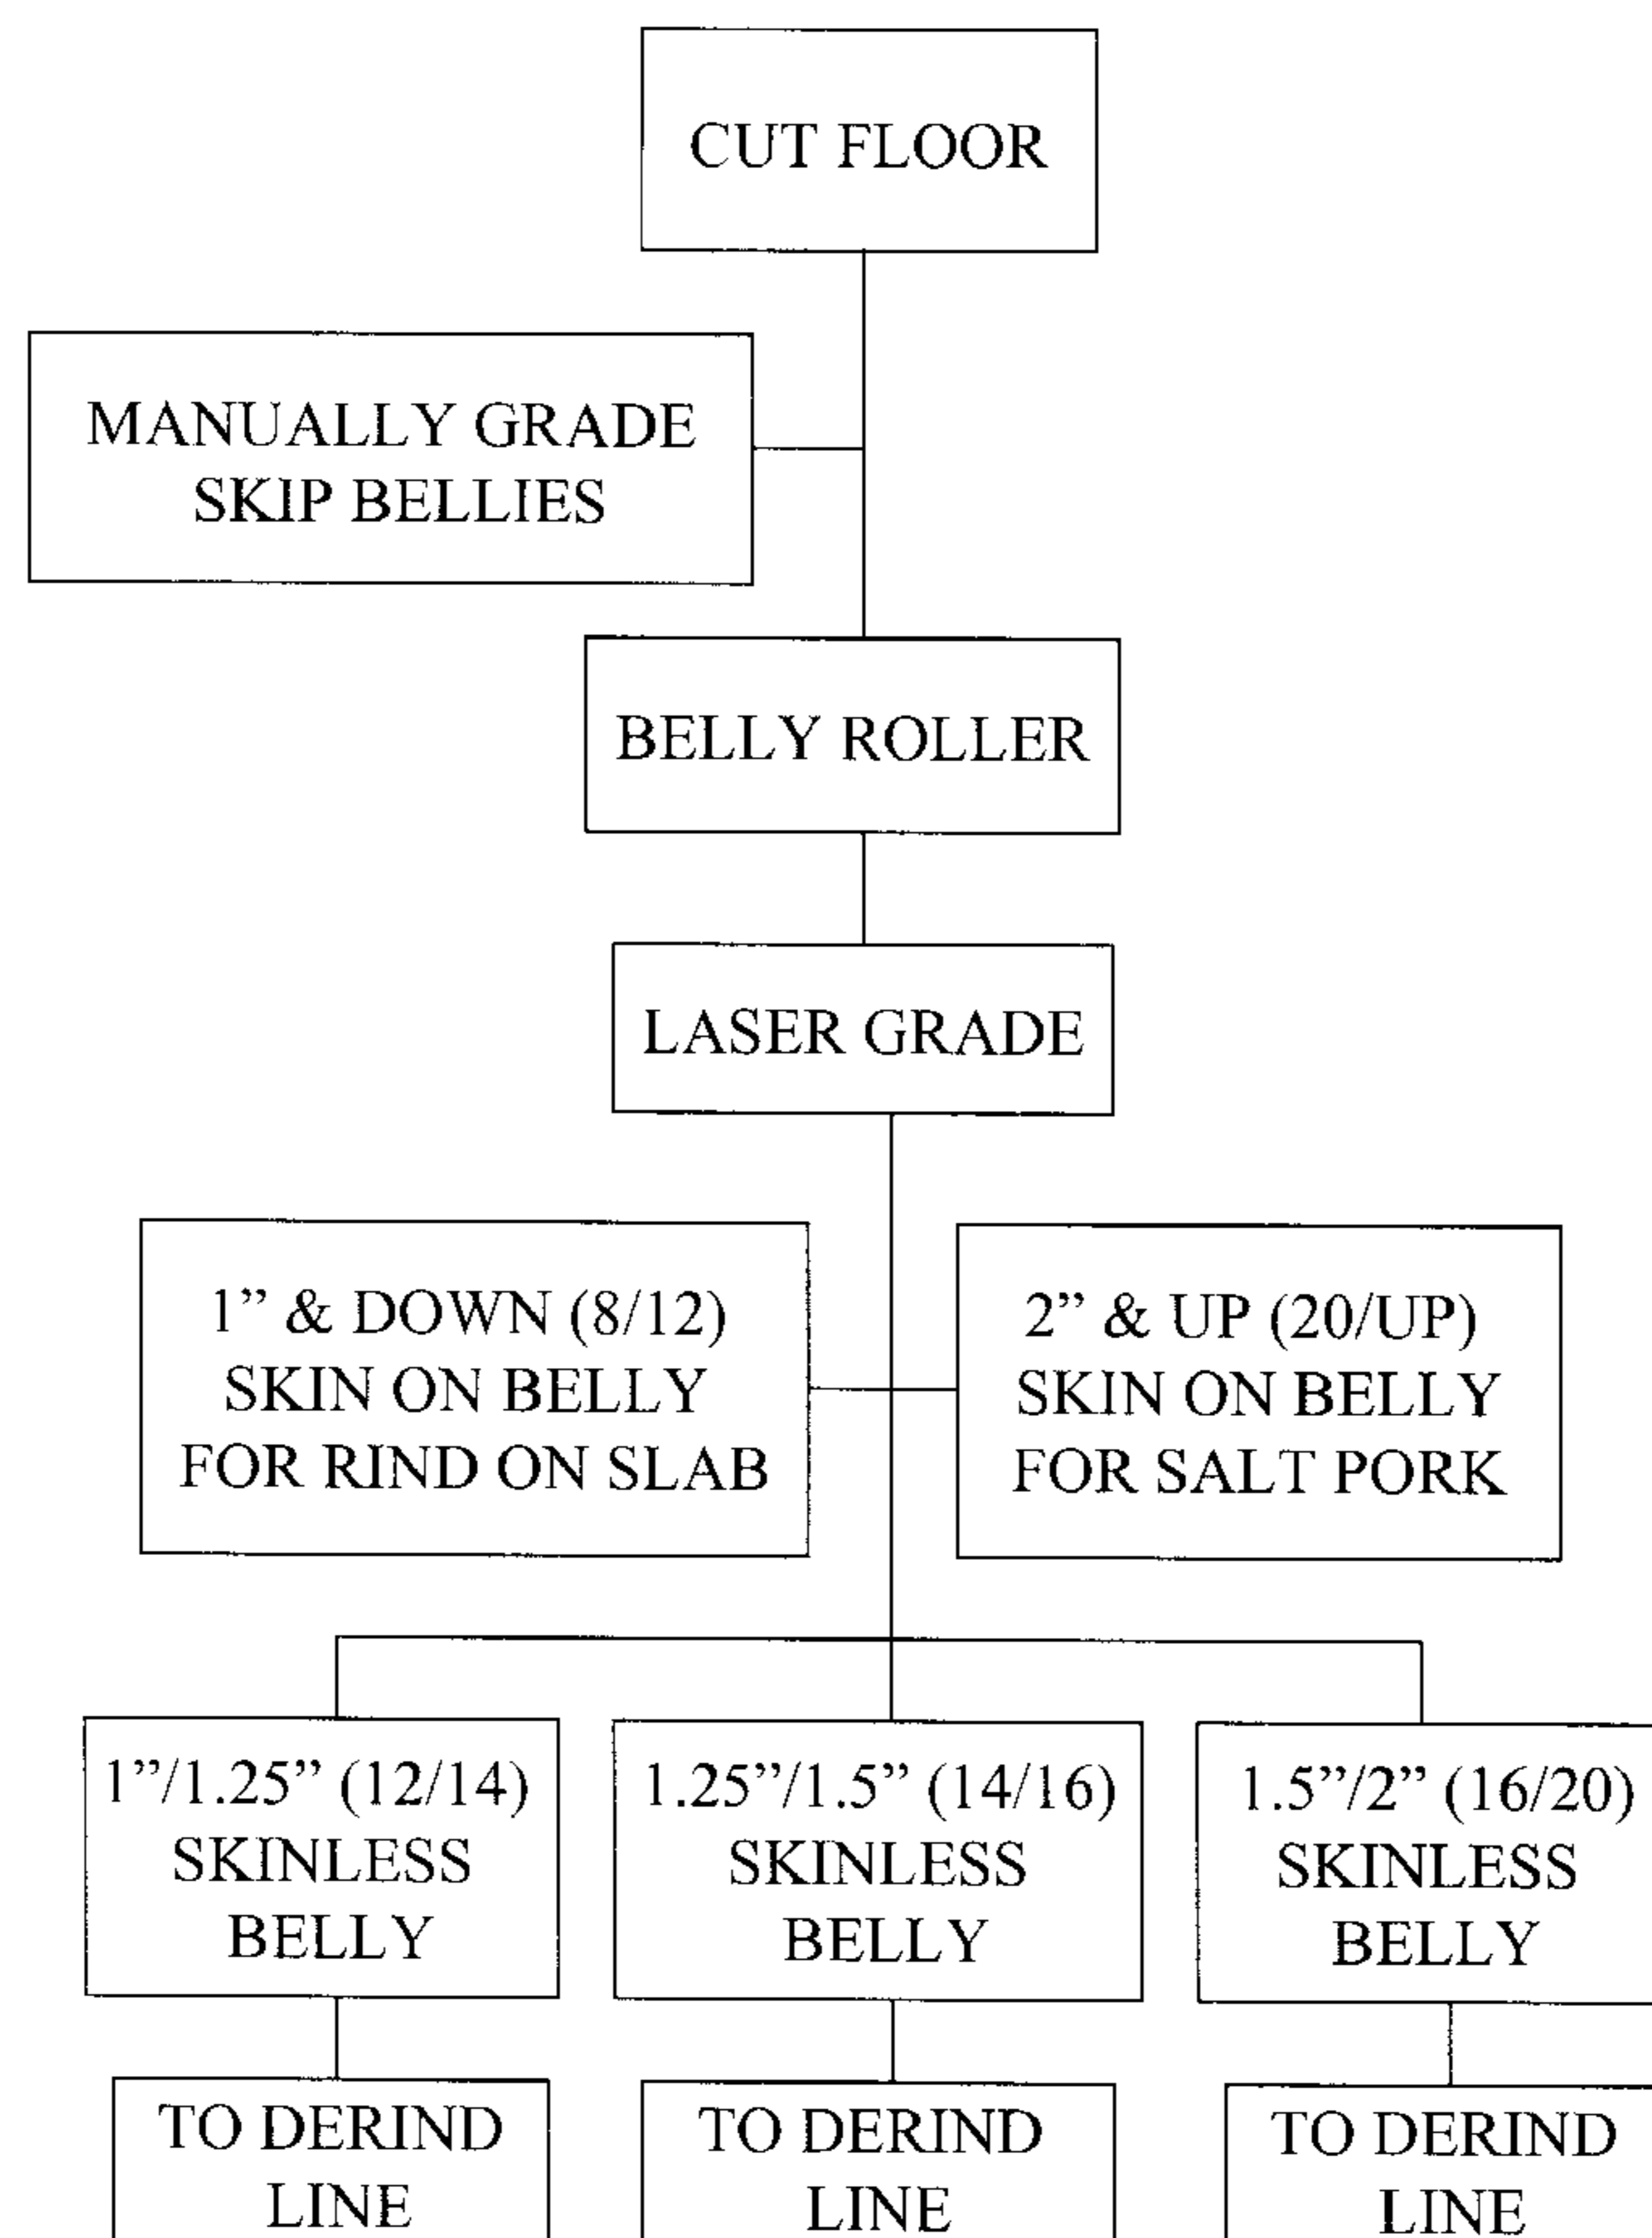 CUT FLOOR
MANUALLY GRADE
SKIP BELLIES
BELLY ROLLER
LASER GRADE
1” & DOWN (8/12)
SKIN ON BELLY
FOR RIND ON SLAB
2” & UP (20/UP)
SKIN ON BELLY
FOR SALT PORK
1”/1.25” (12/14)
SKINLESS
BELLY
1.25”/1.5” (14/16)
SKINLESS
BELLY
1.5”/2” (16/20)
SKINLESS
BELLY
TO DERIND
LINE
TO DERIND
LINE
TO DERIND
LINE